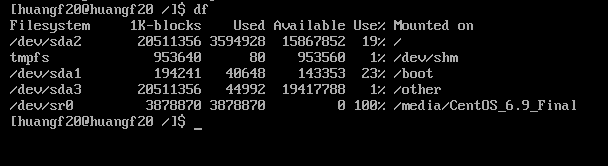 [huangf20@huangf20 /]$ df
Filesystem 1K-blocks Used Available Use% Mounted on
/dev/sda2 20511356 3594928 15867852 19% /
tmpfs 953640 80 953560 1% /dev/shm
/dev/sda1 194241 40648 143353 23% /boot
/dev/sda3 20511356 44992 19417788 1% /other
/dev/sr0 3878870 3878870 0 100% /media/CentOS_6.9_Final
[huangf20@huangf20 /]$ _